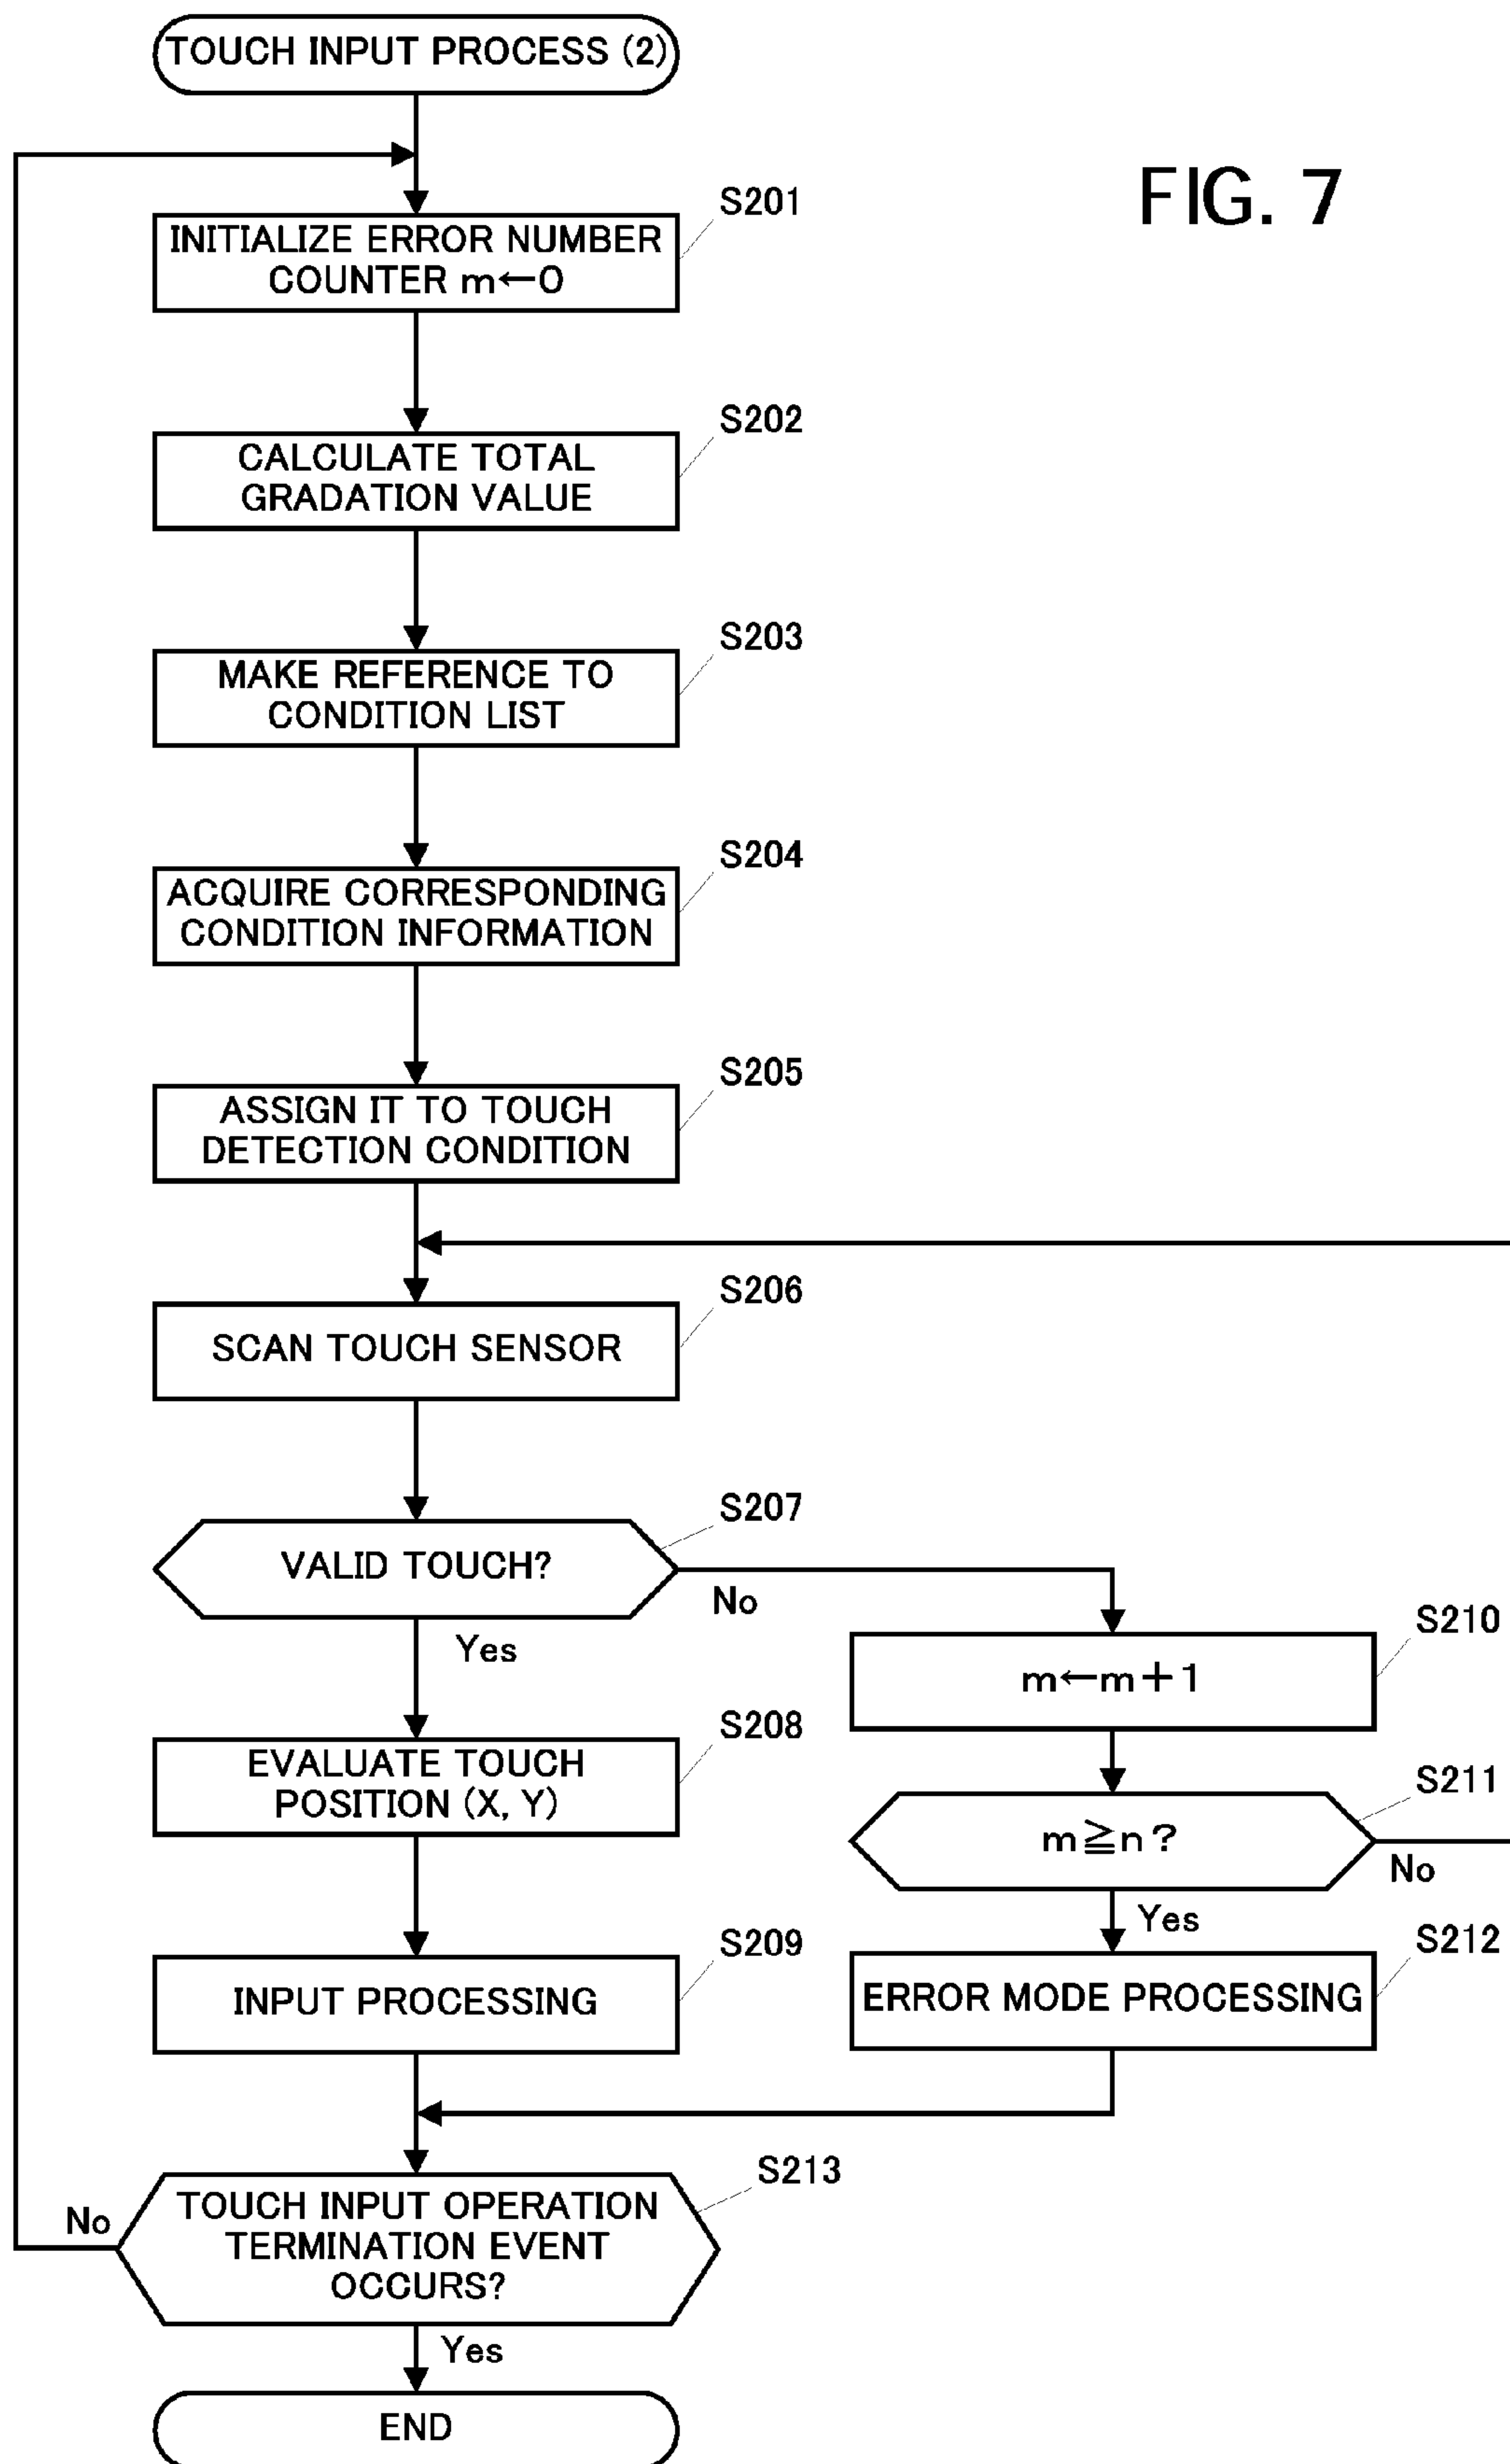 TOUCH INPUT PROCESS (2)
FIG. 7
S201
INITIALIZE ERROR NUMBER
COUNTER m←0
S202
CALCULATE TOTAL
GRADATION VALUE
S203
MAKE REFERENCE TO
CONDITION LIST
S204
ACQUIRE CORRESPONDING
CONDITION INFORMATION
S205
ASSIGN IT TO TOUCH
DETECTION CONDITION
S206
SCAN TOUCH SENSOR
S207
VALID TOUCH?
No
Yes
S208
EVALUATE TOUCH
POSITION (X, Y)
S209
INPUT PROCESSING
S210
m←m+1
S211
m≧n?
No
Yes
S212
ERROR MODE PROCESSING
S213
TOUCH INPUT OPERATION
TERMINATION EVENT
OCCURS?
No
Yes
END